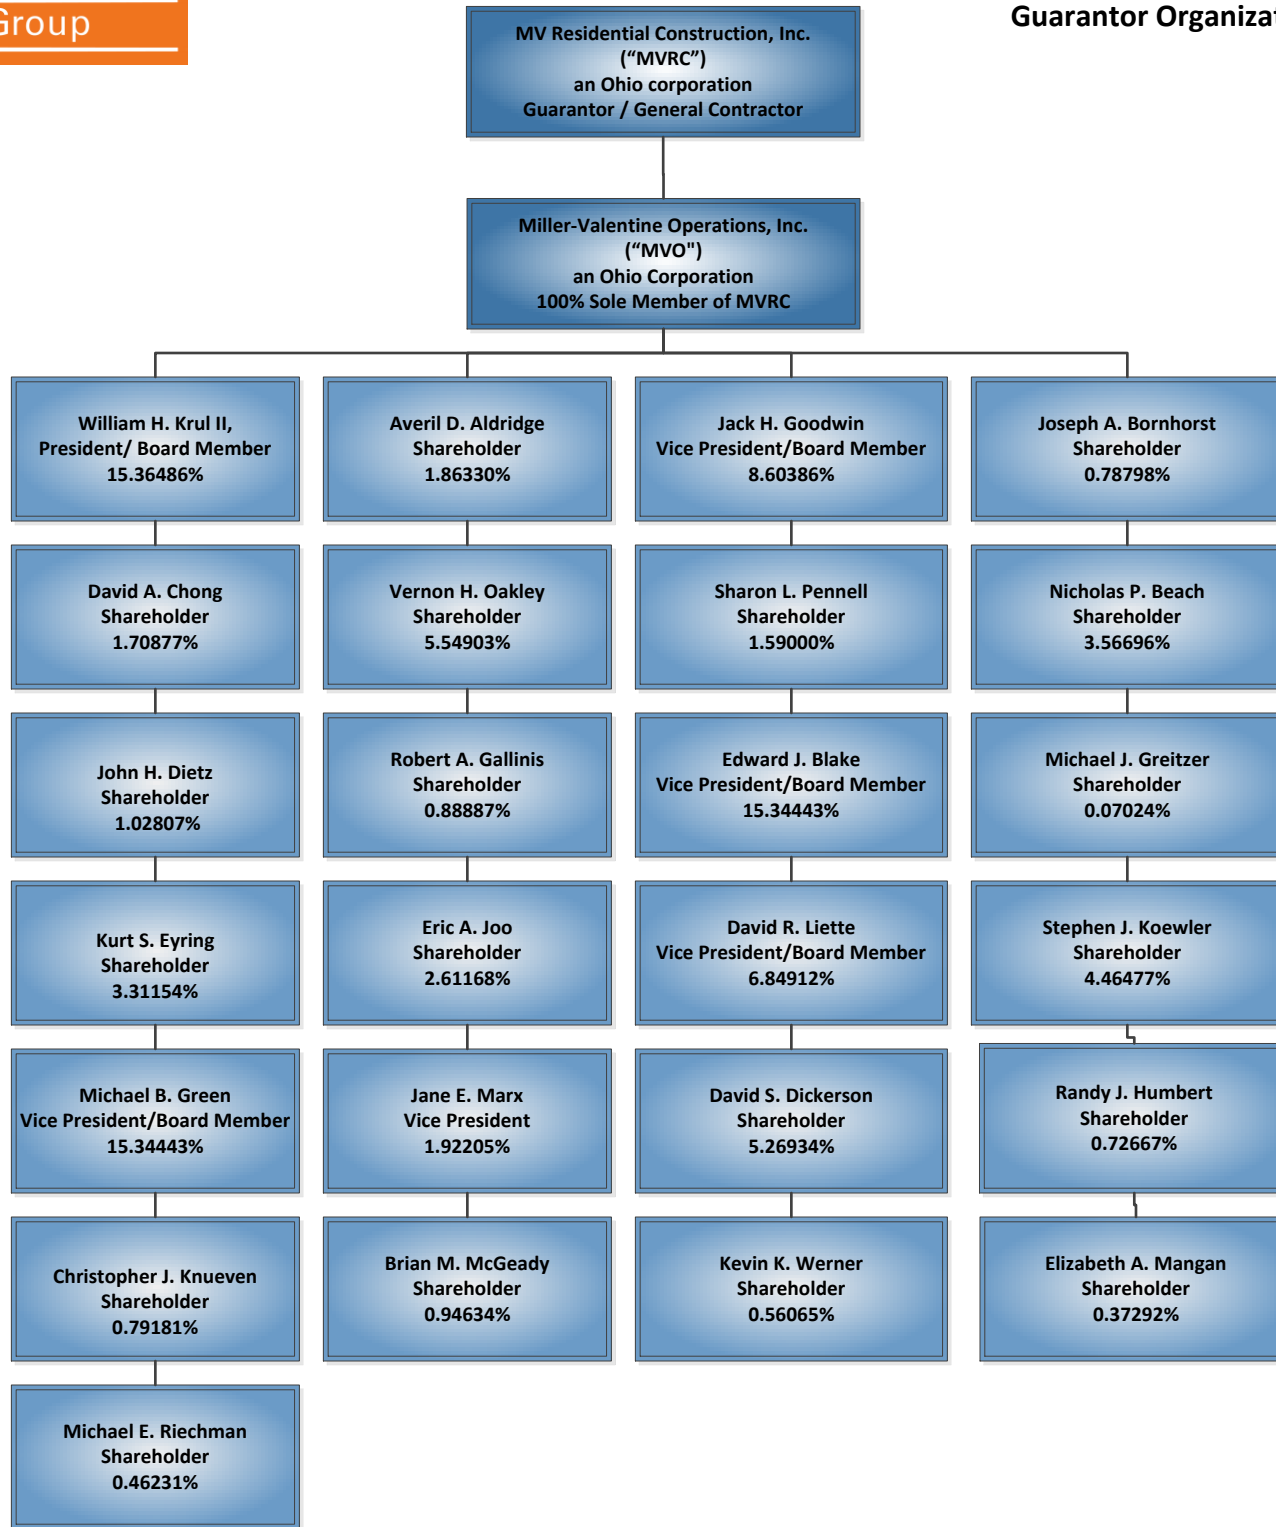 Group
Guarantor
MV Residential Construction, Inc.
(“MVRC”)
an Ohio corporation
Guarantor / General Contractor
Miller-Valentine Operations, Inc.
(“MVO")
an Ohio Corporation
100% Sole Member of MVRC
William H. Krul II,
President/ Board Member
15.36486%
David A. Chong
Shareholder
1.70877%
John H. Dietz
Shareholder
1.02807%
Kurt S. Eyring
Shareholder
3.31154%
Michael B. Green
Vice President/Board Member
15.34443%
Christopher J. Knueven
Shareholder
0.79181%
Michael E. Riechman
Shareholder
0.46231%
Averil D. Aldridge
Shareholder
1.86330%
Vernon H. Oakley
Shareholder
5.54903%
Robert A. Gallinis
Shareholder
0.88887%
Eric A. Joo
Shareholder
2.61168%
Jane E. Marx
Vice President
1.92205%
Brian M. McGeady
Shareholder
0.94634%
Jack H. Goodwin
Vice President/Board Member
8.60386%
Sharon L. Pennell
Shareholder
1.59000%
Edward J. Blake
Vice President/Board Member
15.34443%
David R. Liette
Vice President/Board Member
6.84912%
David S. Dickerson
Shareholder
5.26934%
Kevin K. Werner
Shareholder
0.56065%
Joseph A. Bornhorst
Shareholder
0.78798%
Nicholas P. Beach
Shareholder
3.56696%
Michael J. Greitzer
Shareholder
0.07024%
Stephen J. Koewler
Shareholder
4.46477%
Randy J. Humbert
Shareholder
0.72667%
Elizabeth A. Mangan
Shareholder
0.37292%